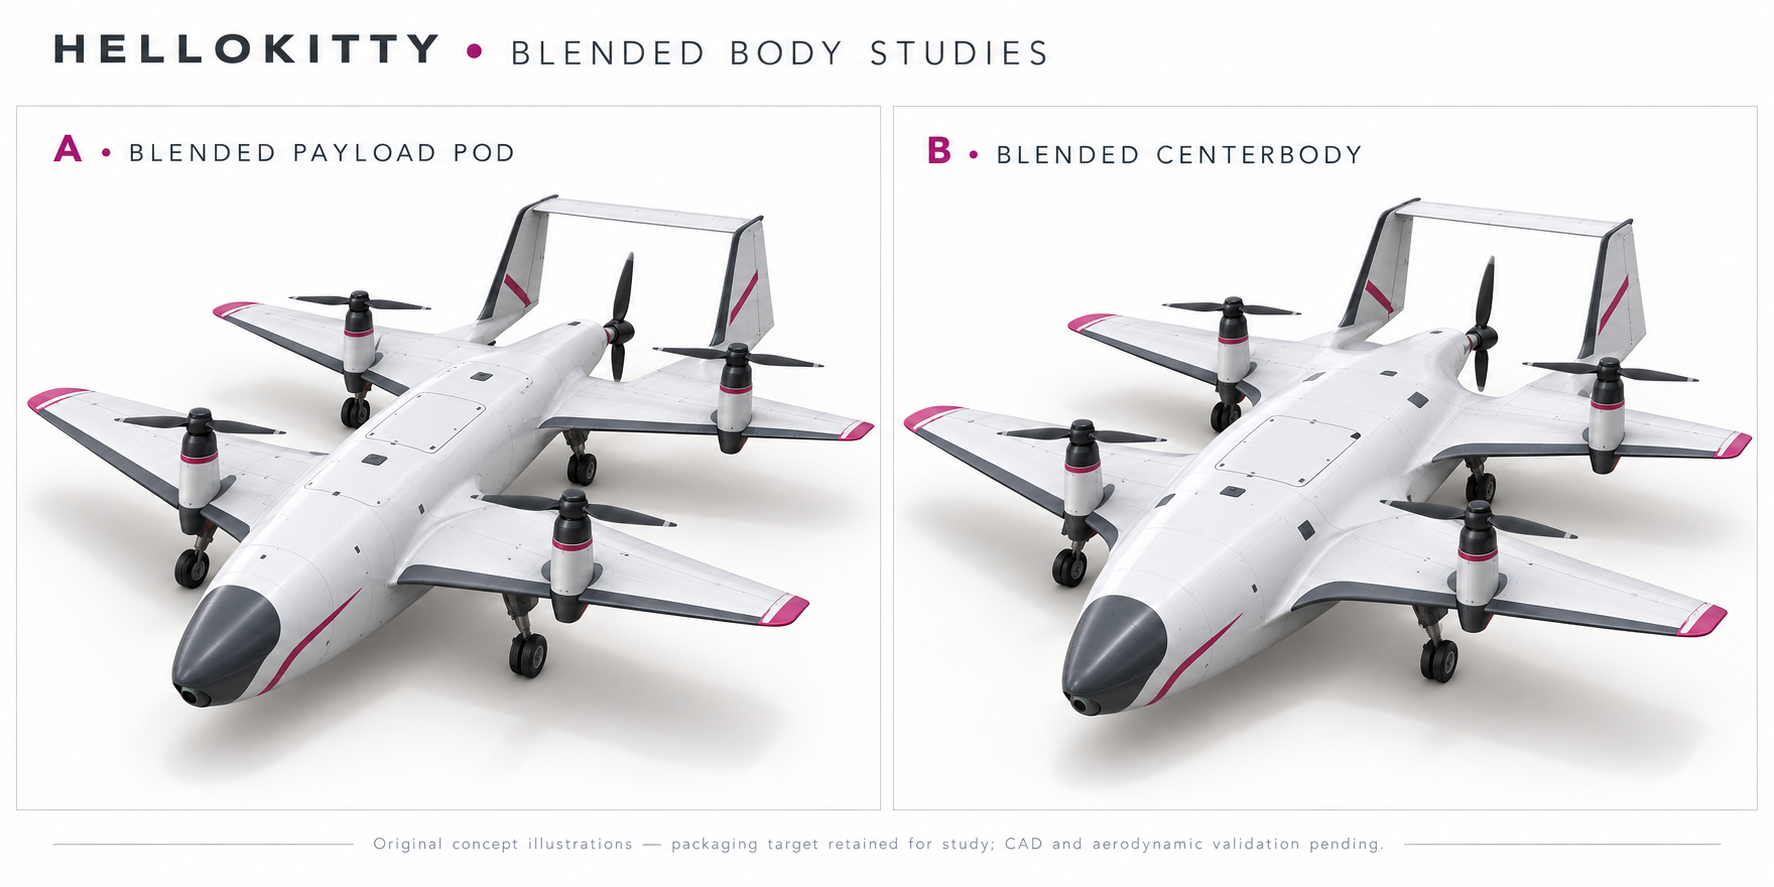 HELLOKITTY • BLENDED BODY STUDIES
A • BLENDED PAYLOAD POD
B • BLENDED CENTERBODY
Original concept illustrations — packaging target retained for study; CAD and aerodynamic validation pending.